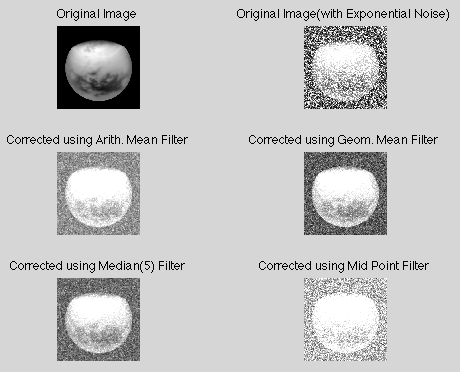 Original Image
Original Image(with Exponential Noise)
Corrected using Arith. Mean Filter
Corrected using Geom. Mean Filter
Corrected using Median(5) Filter
Corrected using Mid Point Filter